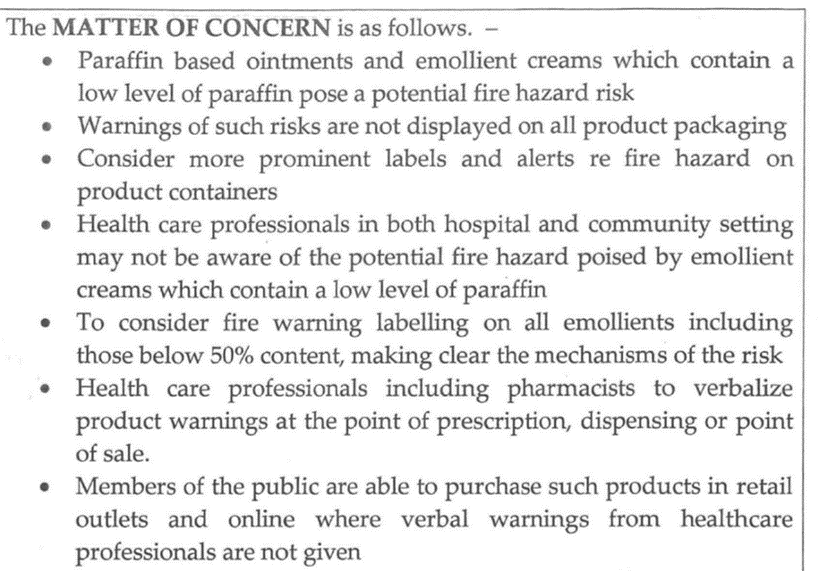 The MATTER OF CONCERN is as follows. –
• Paraffin based ointments and emollient creams which contain a
low level of paraffin pose a potential fire hazard risk
• Warnings of such risks are not displayed on all product packaging
• Consider more prominent labels and alerts re fire hazard on
product containers
• Health care professionals in both hospital and community setting
may not be aware of the potential fire hazard poised by emollient
creams which contain a low level of paraffin
• To consider fire warning labelling on all emollients including
those below 50% content, making clear the mechanisms of the risk
• Health care professionals including pharmacists to verbalize
product warnings at the point of prescription, dispensing or point
of sale.
• Members of the public are able to purchase such products in retail
outlets and online where verbal warnings from healthcare
professionals are not given